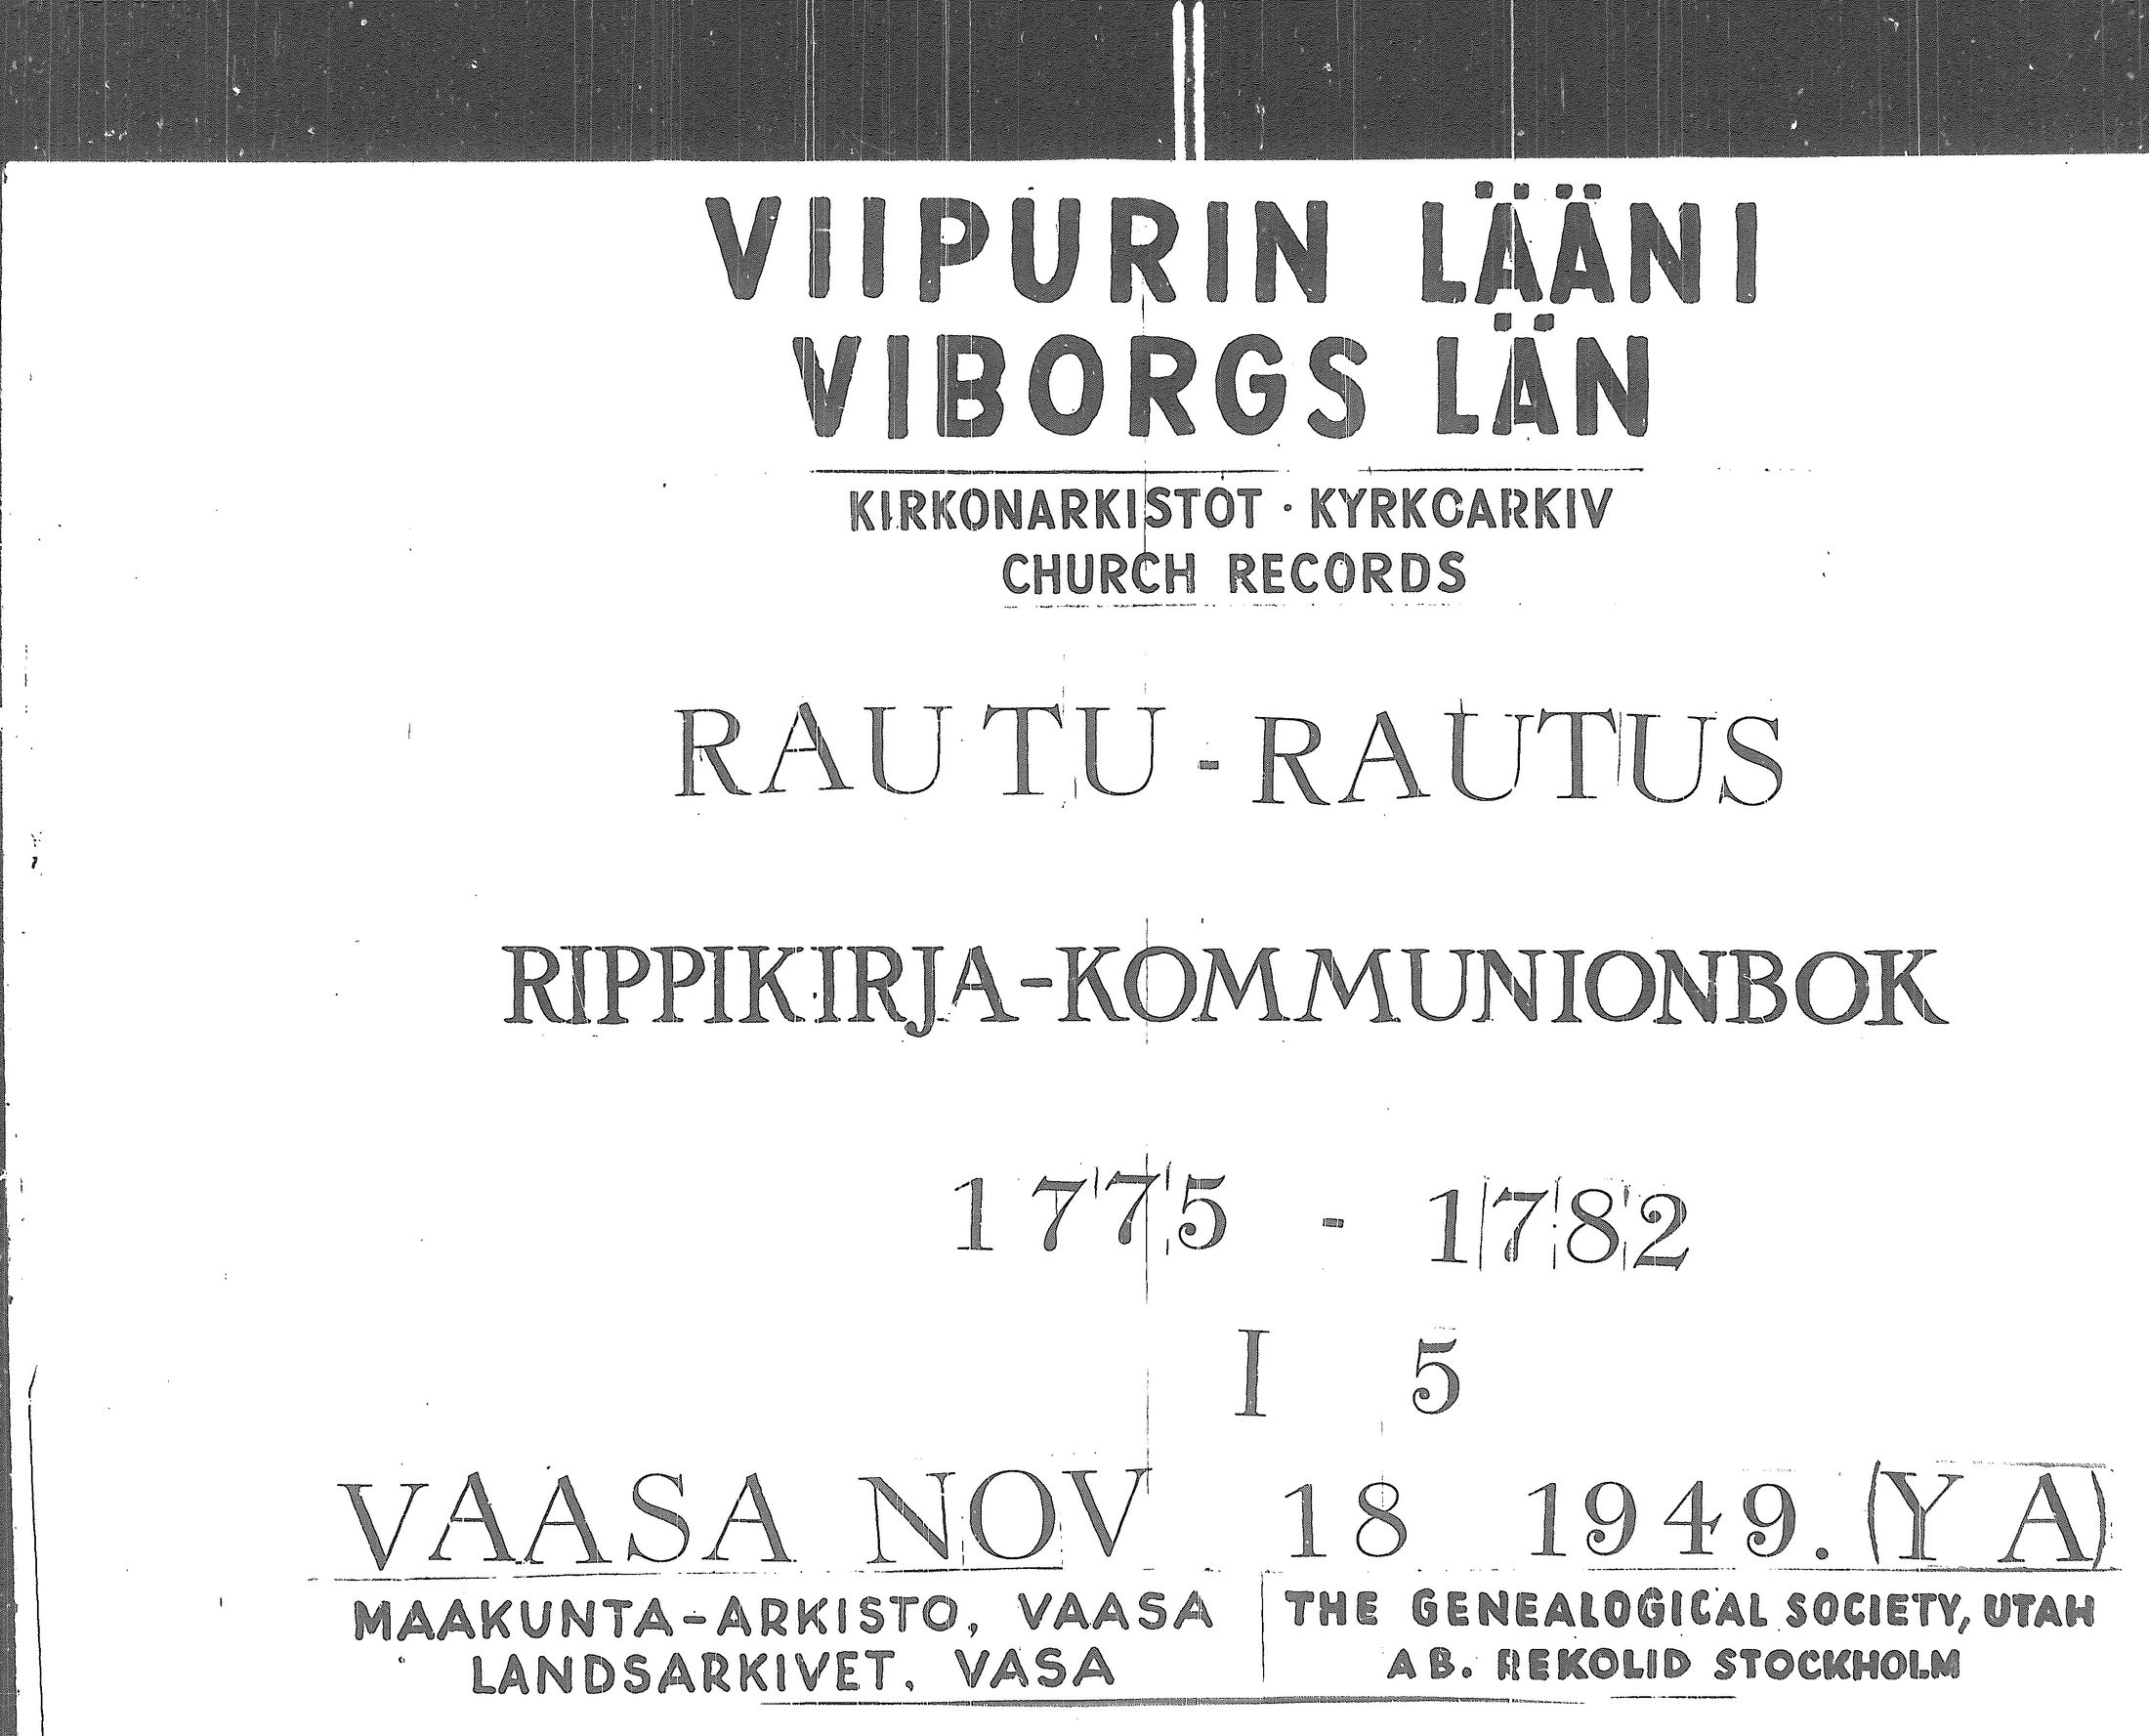 VIIPURIN LÄÄNI
VIBORGS LÄN
KIRKONARKISTOT · KYRKOARKIV
CHURCH RECORDS
RAUTU - RAUTUS
RIPPIKIRJA-KOMMUNIONBOK
1775 - 1782
I 5
VAASA NOV 18 1949. (Y A)
MAAKUNTA-ARKISTO, VAASA
LANDSARKIVET, VASA
THE GENEALOGICAL SOCIETY, UTAH
AB. REKOLID STOCKHOLM